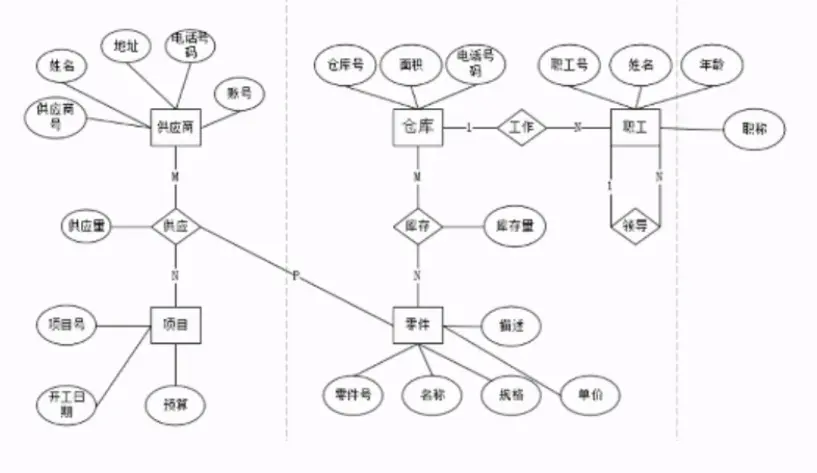 地址
电话号
码
姓名
账号
供应商
号
供应商
仓库号
面积
电话号
码
仓库
1
工作
N
职工号
姓名
年龄
职工
职称
M
M
1
N
供应量
供应
库存
库存量
领导
N
P
N
项目号
项目
零件
描述
开工日
期
预算
零件号
名称
规格
单价